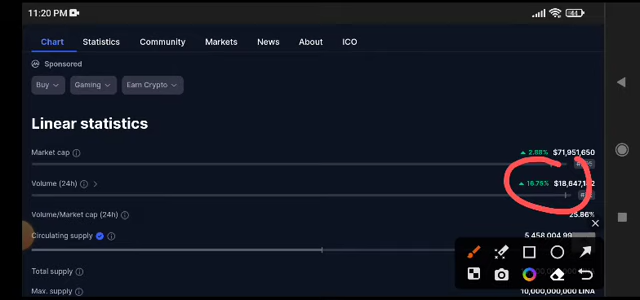 11:20 PM
Chart Statistics Community Markets News About ICO
Sponsored
Buy Gaming Earn Crypto
Linear statistics
Market cap 2.88% $71,951,650
Volume (24h) 16.75%
Volume/Market cap (24h) 25.86%
Circulating supply
Total supply
Max. supply 10,000,000,000 LINA